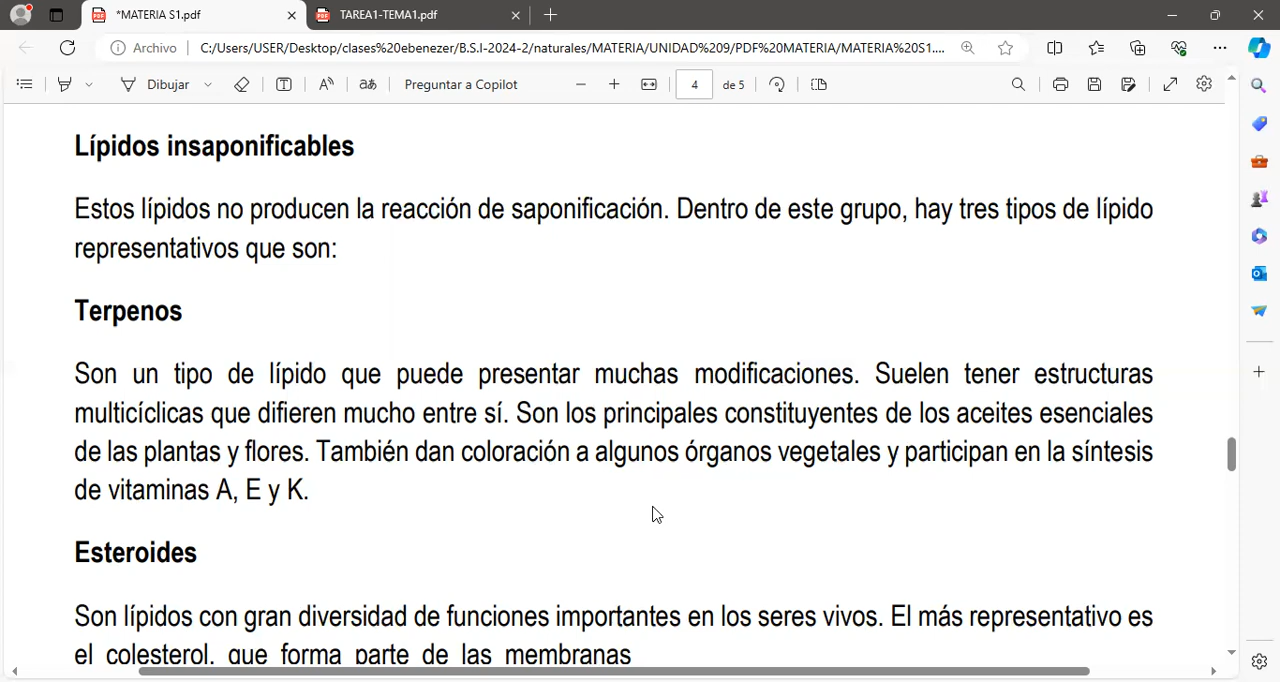 *MATERIA S1.pdf
TAREA1-TEMA1.pdf
Archivo
C:/Users/USER/Desktop/clases%20ebenezer/B.S.I-2024-2/naturales/MATERIA/UNIDAD%209/PDF%20MATERIA/MATERIA%20S1....
Dibujar
aあ
Preguntar a Copilot
4 de 5
Lípidos insaponificables
Estos lípidos no producen la reacción de saponificación. Dentro de este grupo, hay tres tipos de lípido
representativos que son:
Terpenos
Son un tipo de lípido que puede presentar muchas modificaciones. Suelen tener estructuras
multicíclicas que difieren mucho entre sí. Son los principales constituyentes de los aceites esenciales
de las plantas y flores. También dan coloración a algunos órganos vegetales y participan en la síntesis
de vitaminas A, E y K.
Esteroides
Son lípidos con gran diversidad de funciones importantes en los seres vivos. El más representativo es
el colesterol, que forma parte de las membranas